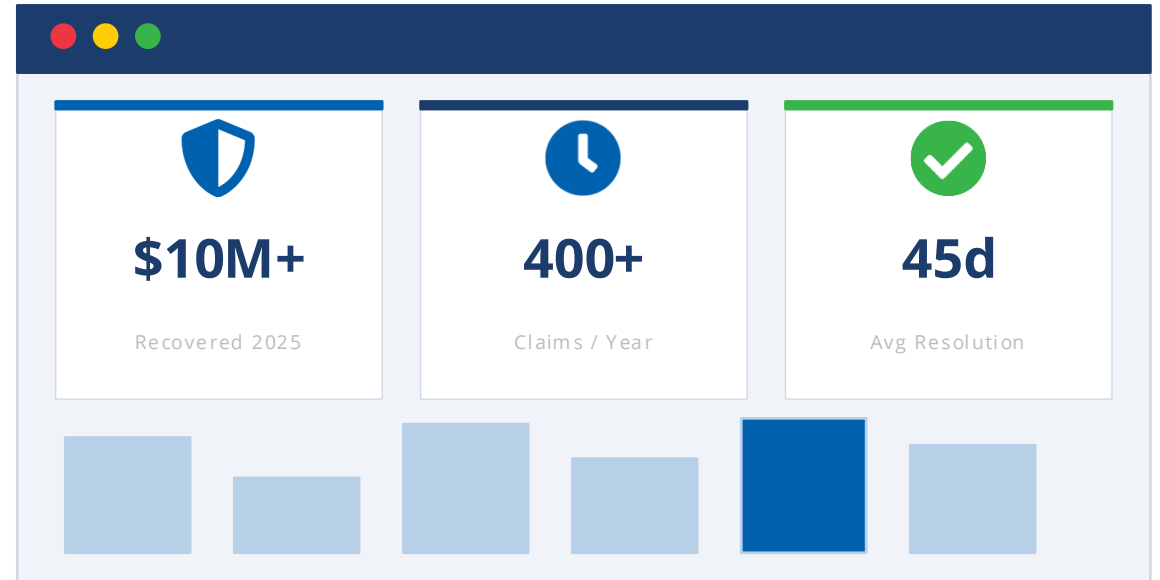 $10M+
400+
45d
Recovered 2025
Claims / Year
Avg Resolution